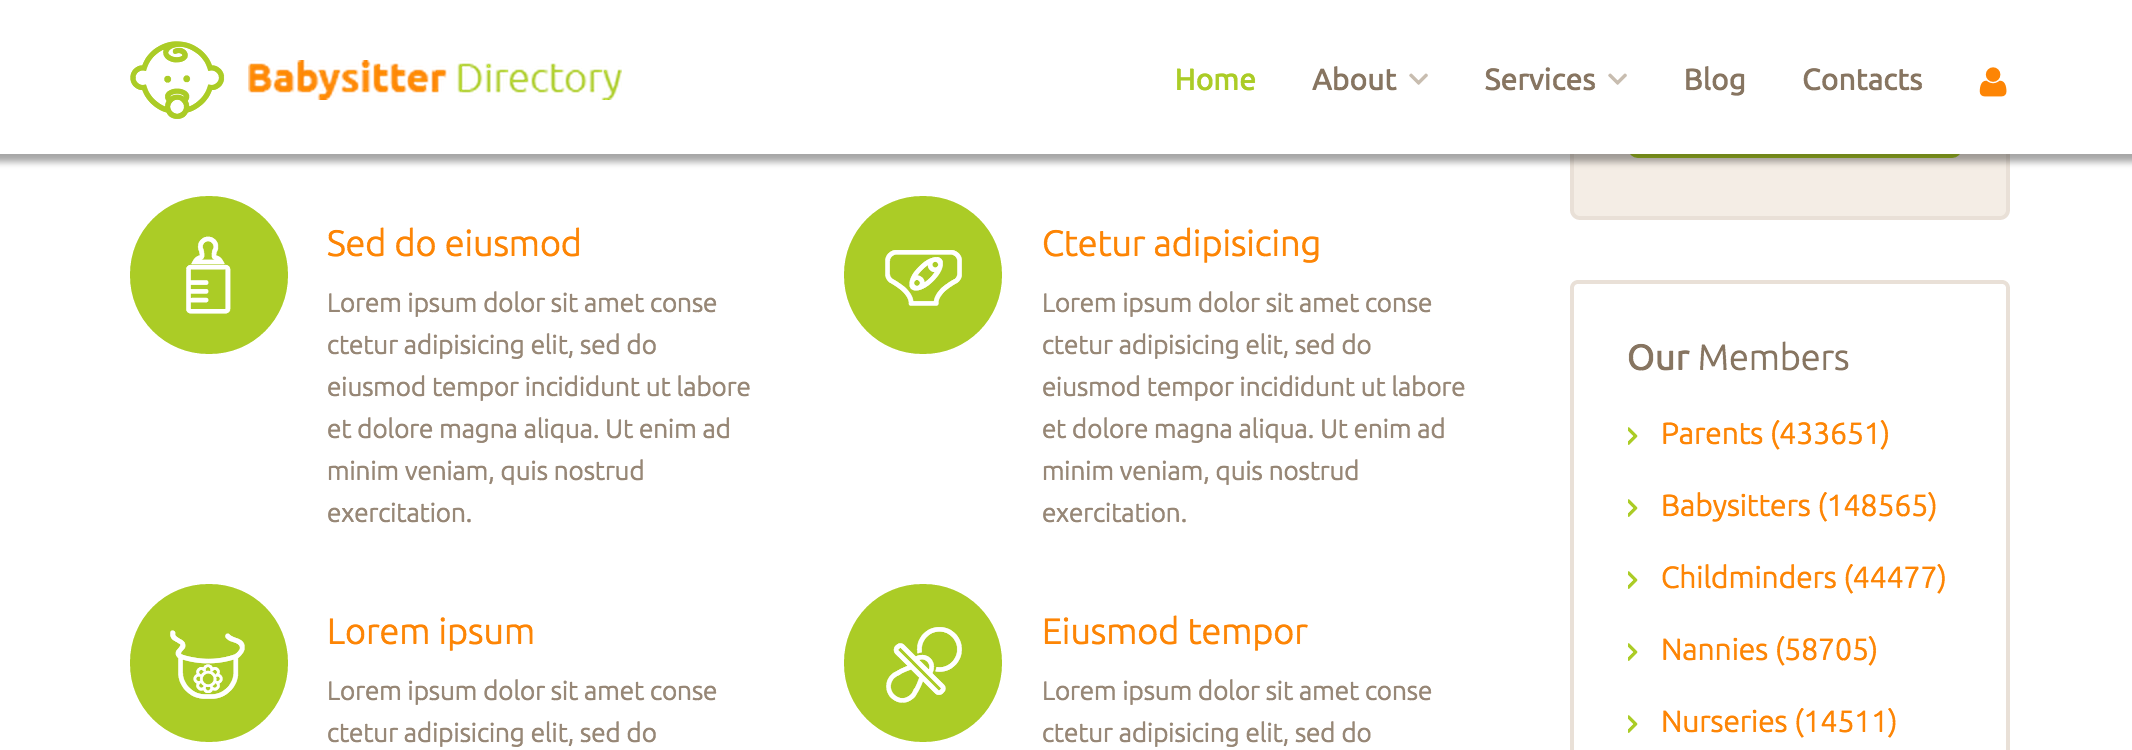 Babysitter Directory
Home
About
Services
Blog
Contacts
Sed do eiusmod
Lorem ipsum dolor sit amet conse
ctetur adipisicing elit, sed do
eiusmod tempor incididunt ut labore
et dolore magna aliqua. Ut enim ad
minim veniam, quis nostrud
exercitation.
Ctetur adipisicing
Lorem ipsum dolor sit amet conse
ctetur adipisicing elit, sed do
eiusmod tempor incididunt ut labore
et dolore magna aliqua. Ut enim ad
minim veniam, quis nostrud
exercitation.
Lorem ipsum
Lorem ipsum dolor sit amet conse
ctetur adipisicing elit, sed do
Eiusmod tempor
Lorem ipsum dolor sit amet conse
ctetur adipisicing elit, sed do
Our Members
Parents (433651)
Babysitters (148565)
Childminders (44477)
Nannies (58705)
Nurseries (14511)